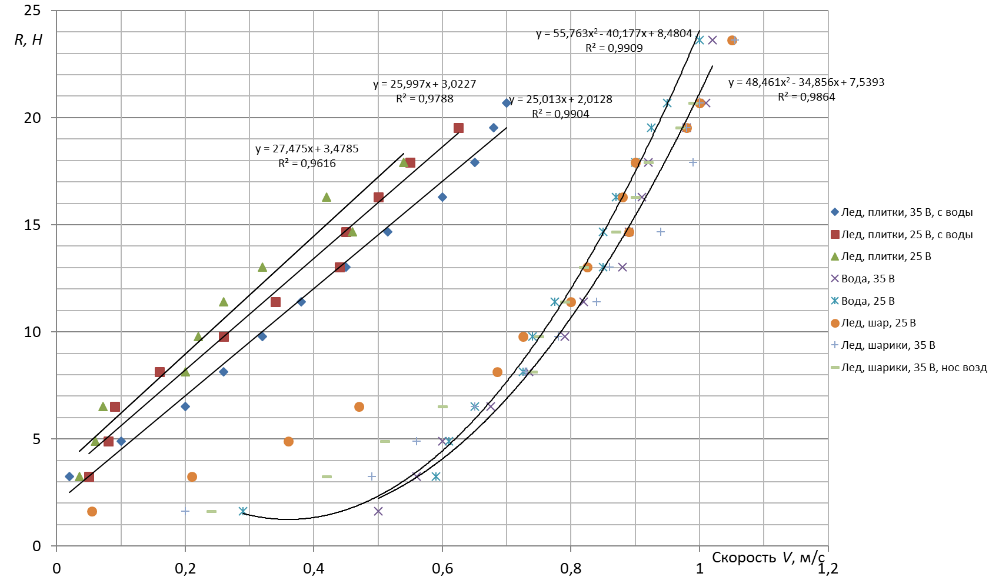 25
R, H
20
15
10
5
0
y = 55,763x² - 40,177x + 8,4804
R² = 0,9909
y = 25,997x + 3,0227
R² = 0,9788
y = 25,013x + 2,0128
R² = 0,9904
y = 48,461x² - 34,856x + 7,5393
R² = 0,9864
y = 27,475x + 3,4785
R² = 0,9616
Лед, плитки, 35 В, с воды
Лед, плитки, 25 В, с воды
Лед, плитки, 25 В
Вода, 35 В
Вода, 25 В
Лед, шар, 25 В
Лед, шарики, 35 В
Лед, шарики, 35 В, нос возд
Скорость V, м/с
0 0,2 0,4 0,6 0,8 1 1,2